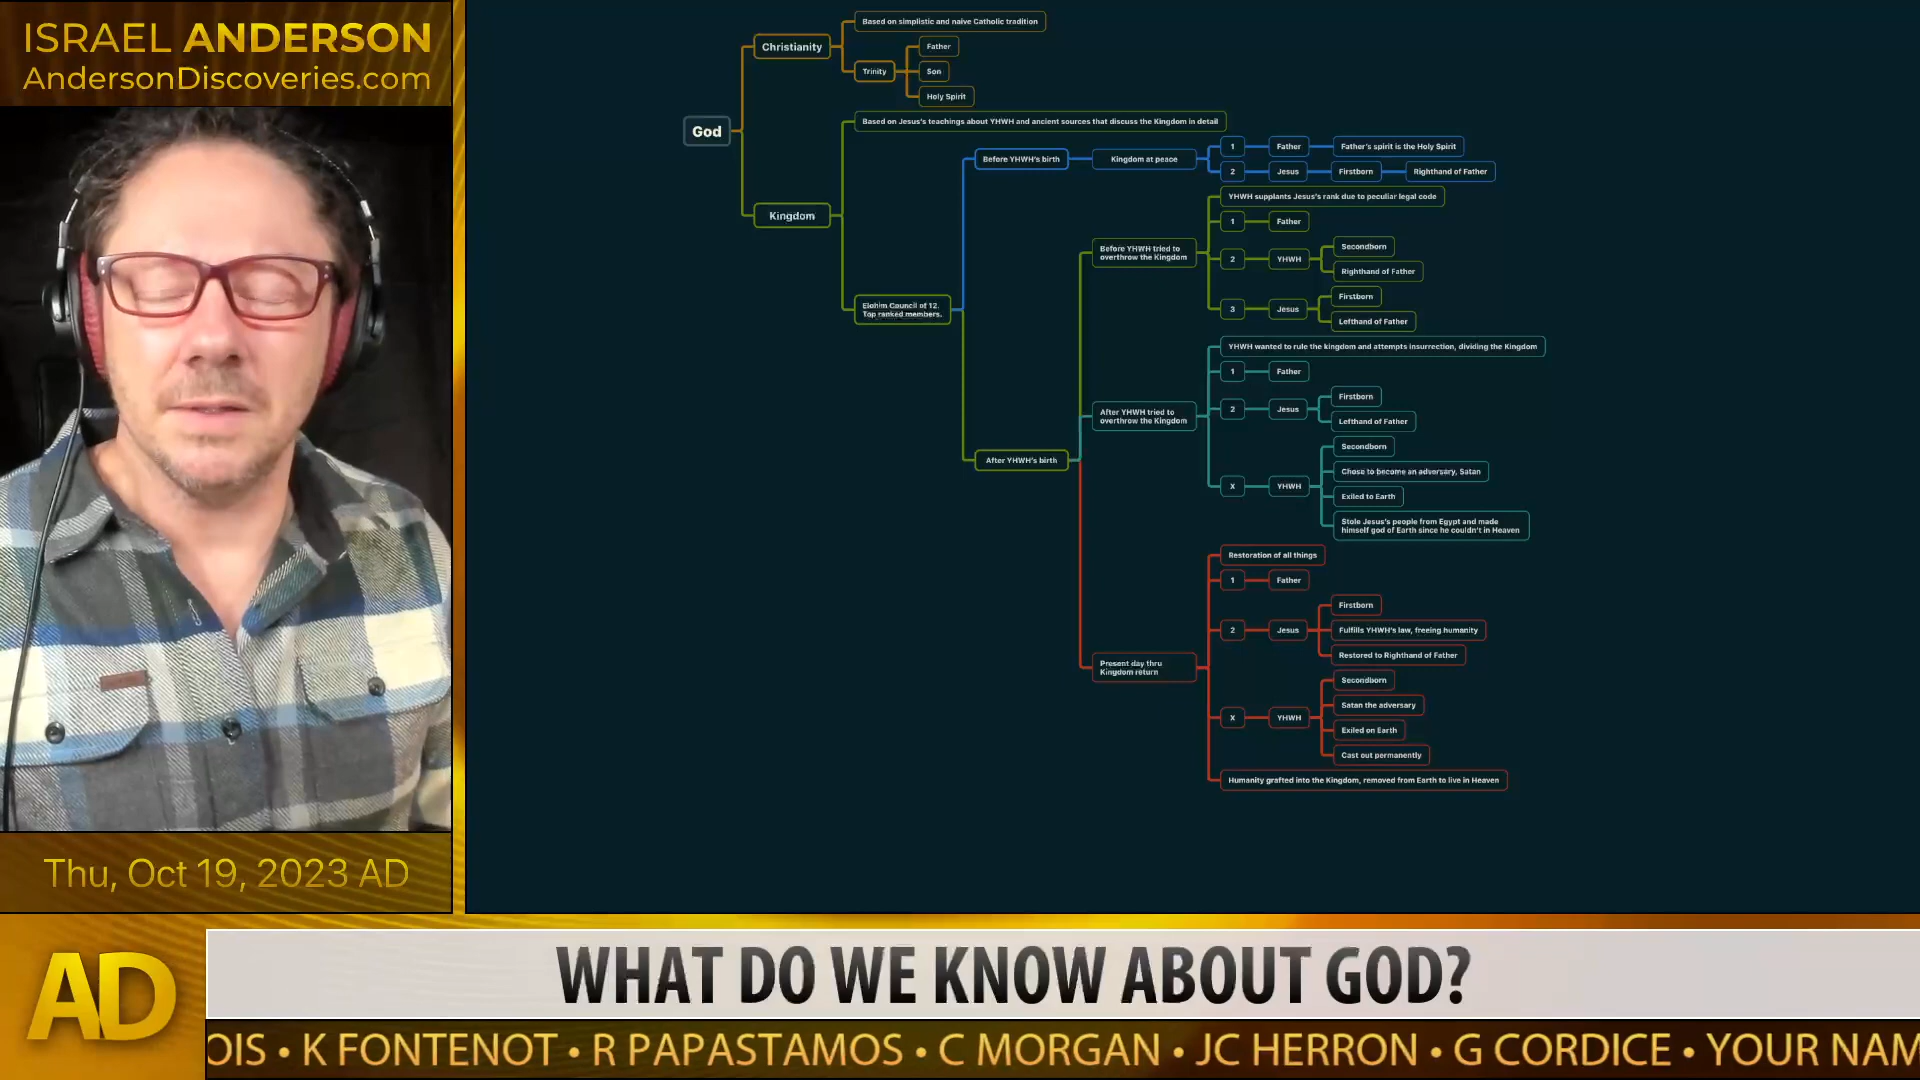 ISRAEL ANDERSON
AndersonDiscoveries.com
God
Christianity
Based on simplistic and naive Catholic tradition
Trinity
Father
Son
Holy Spirit
Kingdom
Based on Jesus's teachings about YHWH and ancient sources that discuss the Kingdom in detail
Elohim Council of 12.
Top ranked members.
Before YHWH's birth
Kingdom at peace
1
Father
Father's spirit is the Holy Spirit
2
Jesus
Firstborn
Righthand of Father
After YHWH's birth
Before YHWH tried to
overthrow the Kingdom
YHWH supplants Jesus's rank due to peculiar legal code
1
Father
2
YHWH
Secondborn
Righthand of Father
3
Jesus
Firstborn
Lefthand of Father
After YHWH tried to
overthrow the Kingdom
YHWH wanted to rule the kingdom and attempts insurrection, dividing the Kingdom
1
Father
2
Jesus
Firstborn
Lefthand of Father
X
YHWH
Secondborn
Chose to become an adversary, Satan
Exiled to Earth
Stole Jesus's people from Egypt and made
himself god of Earth since he couldn't in Heaven
Present day thru
Kingdom return
Restoration of all things
1
Father
2
Jesus
Firstborn
Fulfills YHWH's law, freeing humanity
Restored to Righthand of Father
X
YHWH
Secondborn
Satan the adversary
Exiled on Earth
Cast out permanently
Humanity grafted into the Kingdom, removed from Earth to live in Heaven
Thu, Oct 19, 2023 AD
AD
WHAT DO WE KNOW ABOUT GOD?
OIS • K FONTENOT • R PAPASTAMOS • C MORGAN • JC HERRON • G CORDICE • YOUR NAM